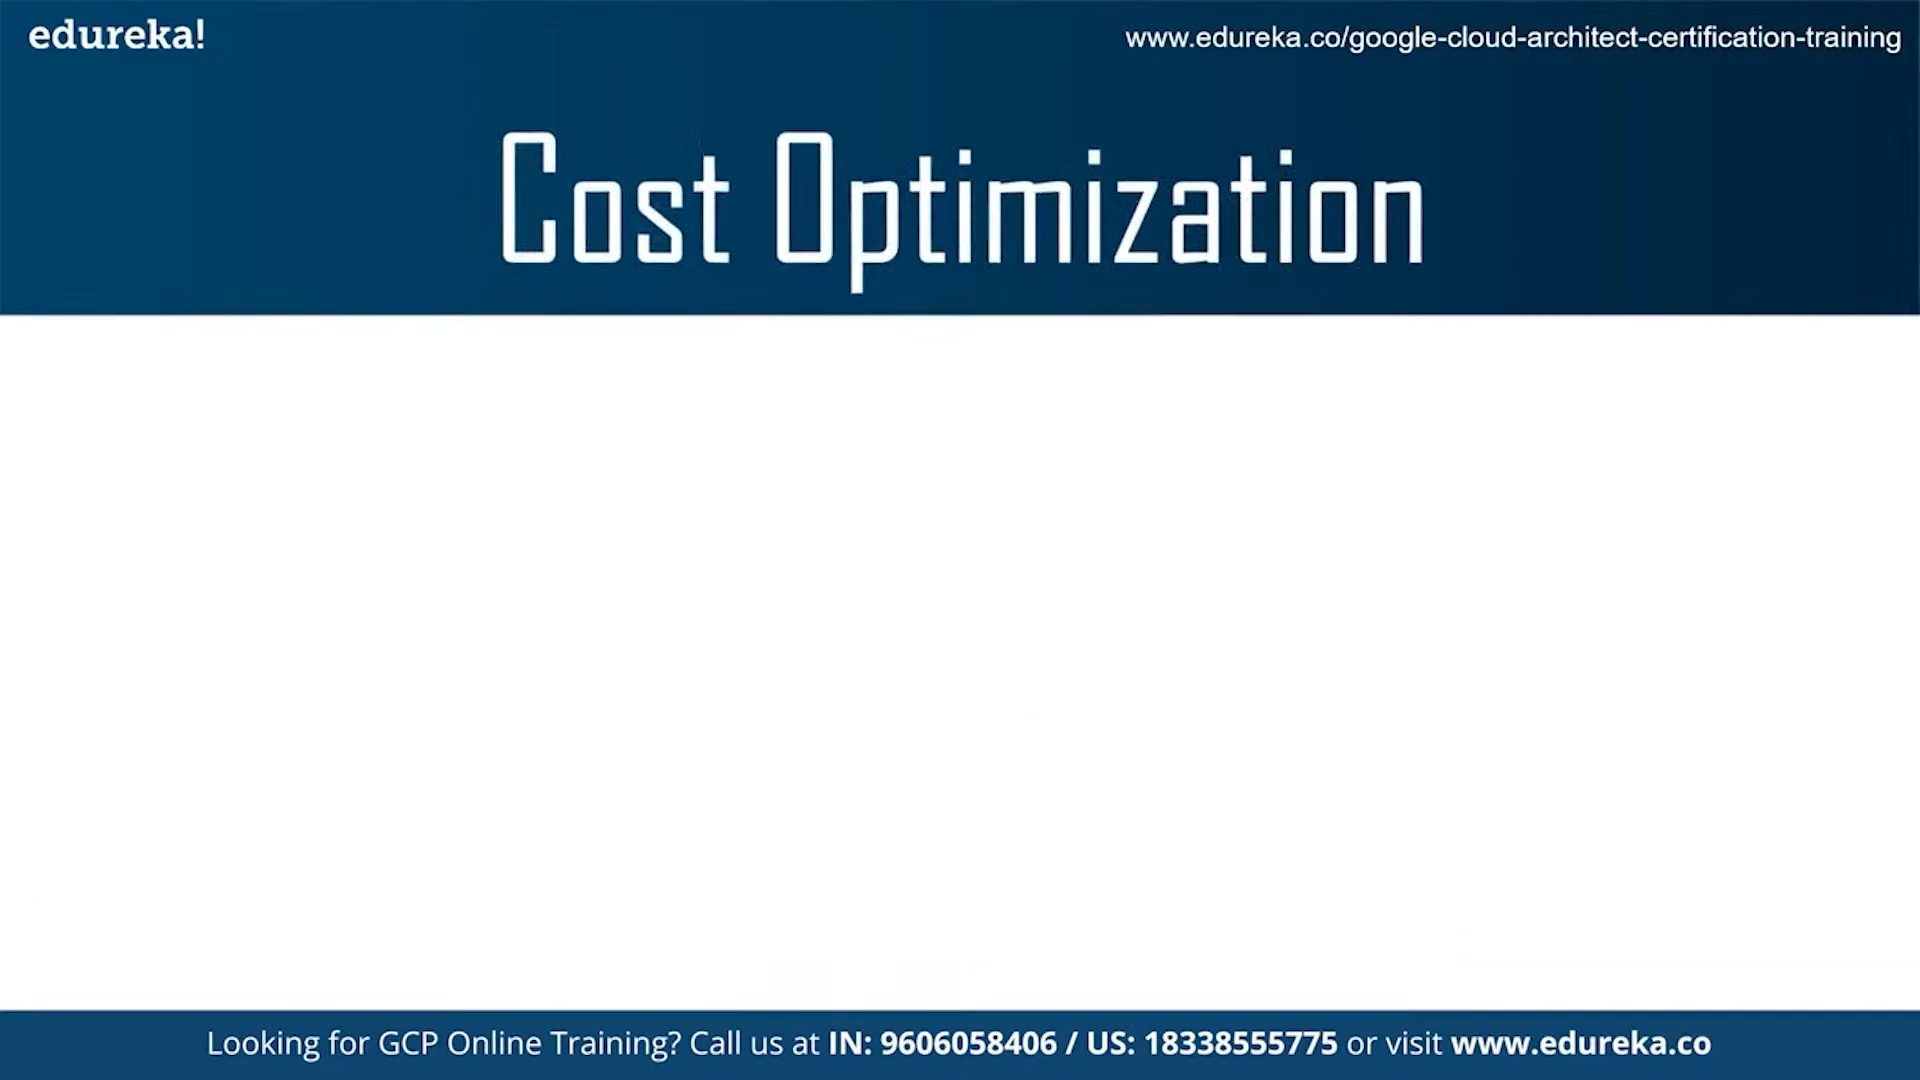 edureka!
www.edureka.co/google-cloud-architect-certification-training
Cost Optimization
Looking for GCP Online Training? Call us at IN: 9606058406 / US: 18338555775 or visit www.edureka.co